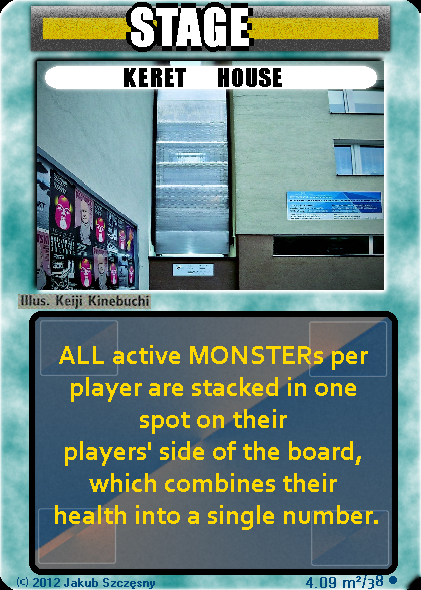 STAGE
KERET HOUSE
Illus. Keiji Kinebuchi
ALL active MONSTERs per
player are stacked in one
spot on their
players' side of the board,
which combines their
health into a single number.
(c) 2012 Jakub Szczęsny
4.09 m²/38 ●